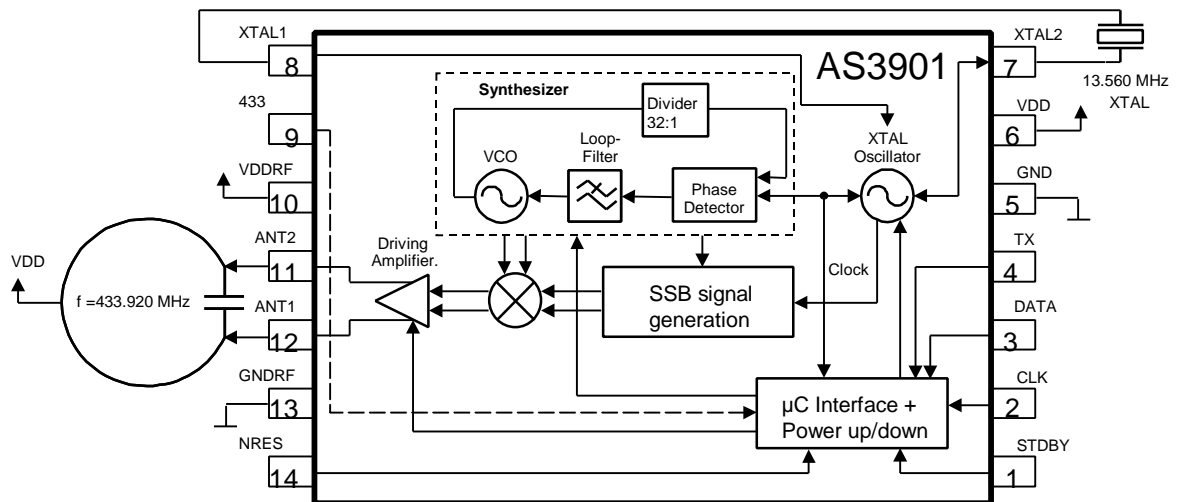 XTAL1
8
433
9
VDDRF
10
ANT2
11
ANT1
12
GNDRF
13
NRES
14
VDD
f =433.920 MHz
AS3901
Synthesizer
Divider
32:1
VCO
Loop-
Filter
Phase
Detector
XTAL
Oscillator
Driving
Amplifier.
SSB signal
generation
Clock
µC Interface +
Power up/down
XTAL2
7
13.560 MHz
XTAL
VDD
6
GND
5
TX
4
DATA
3
CLK
2
STDBY
1